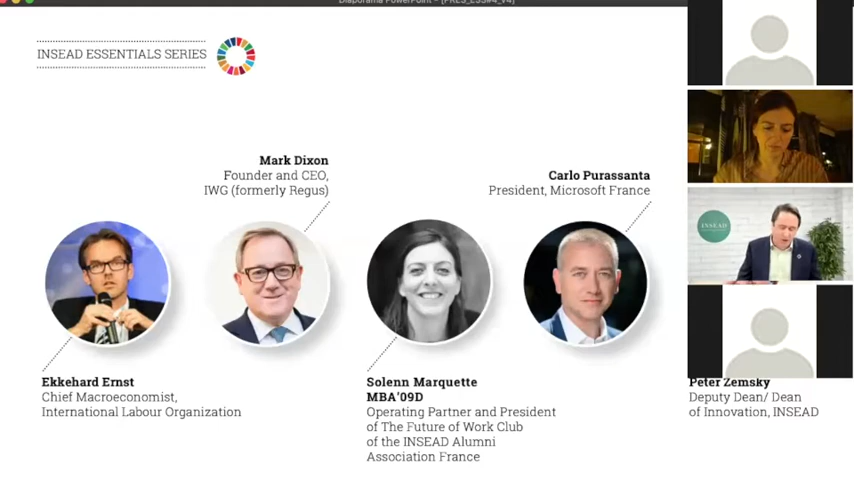 Diaporama PowerPoint - [PRES_ESS#4_V4]
INSEAD ESSENTIALS SERIES
Mark Dixon
Founder and CEO,
IWG (formerly Regus)
Carlo Purassanta
President, Microsoft France
INSEAD
Ekkehard Ernst
Chief Macroeconomist,
International Labour Organization
Solenn Marquette
MBA'09D
Operating Partner and President
of The Future of Work Club
of the INSEAD Alumni
Association France
Peter Zemsky
Deputy Dean/ Dean
of Innovation, INSEAD